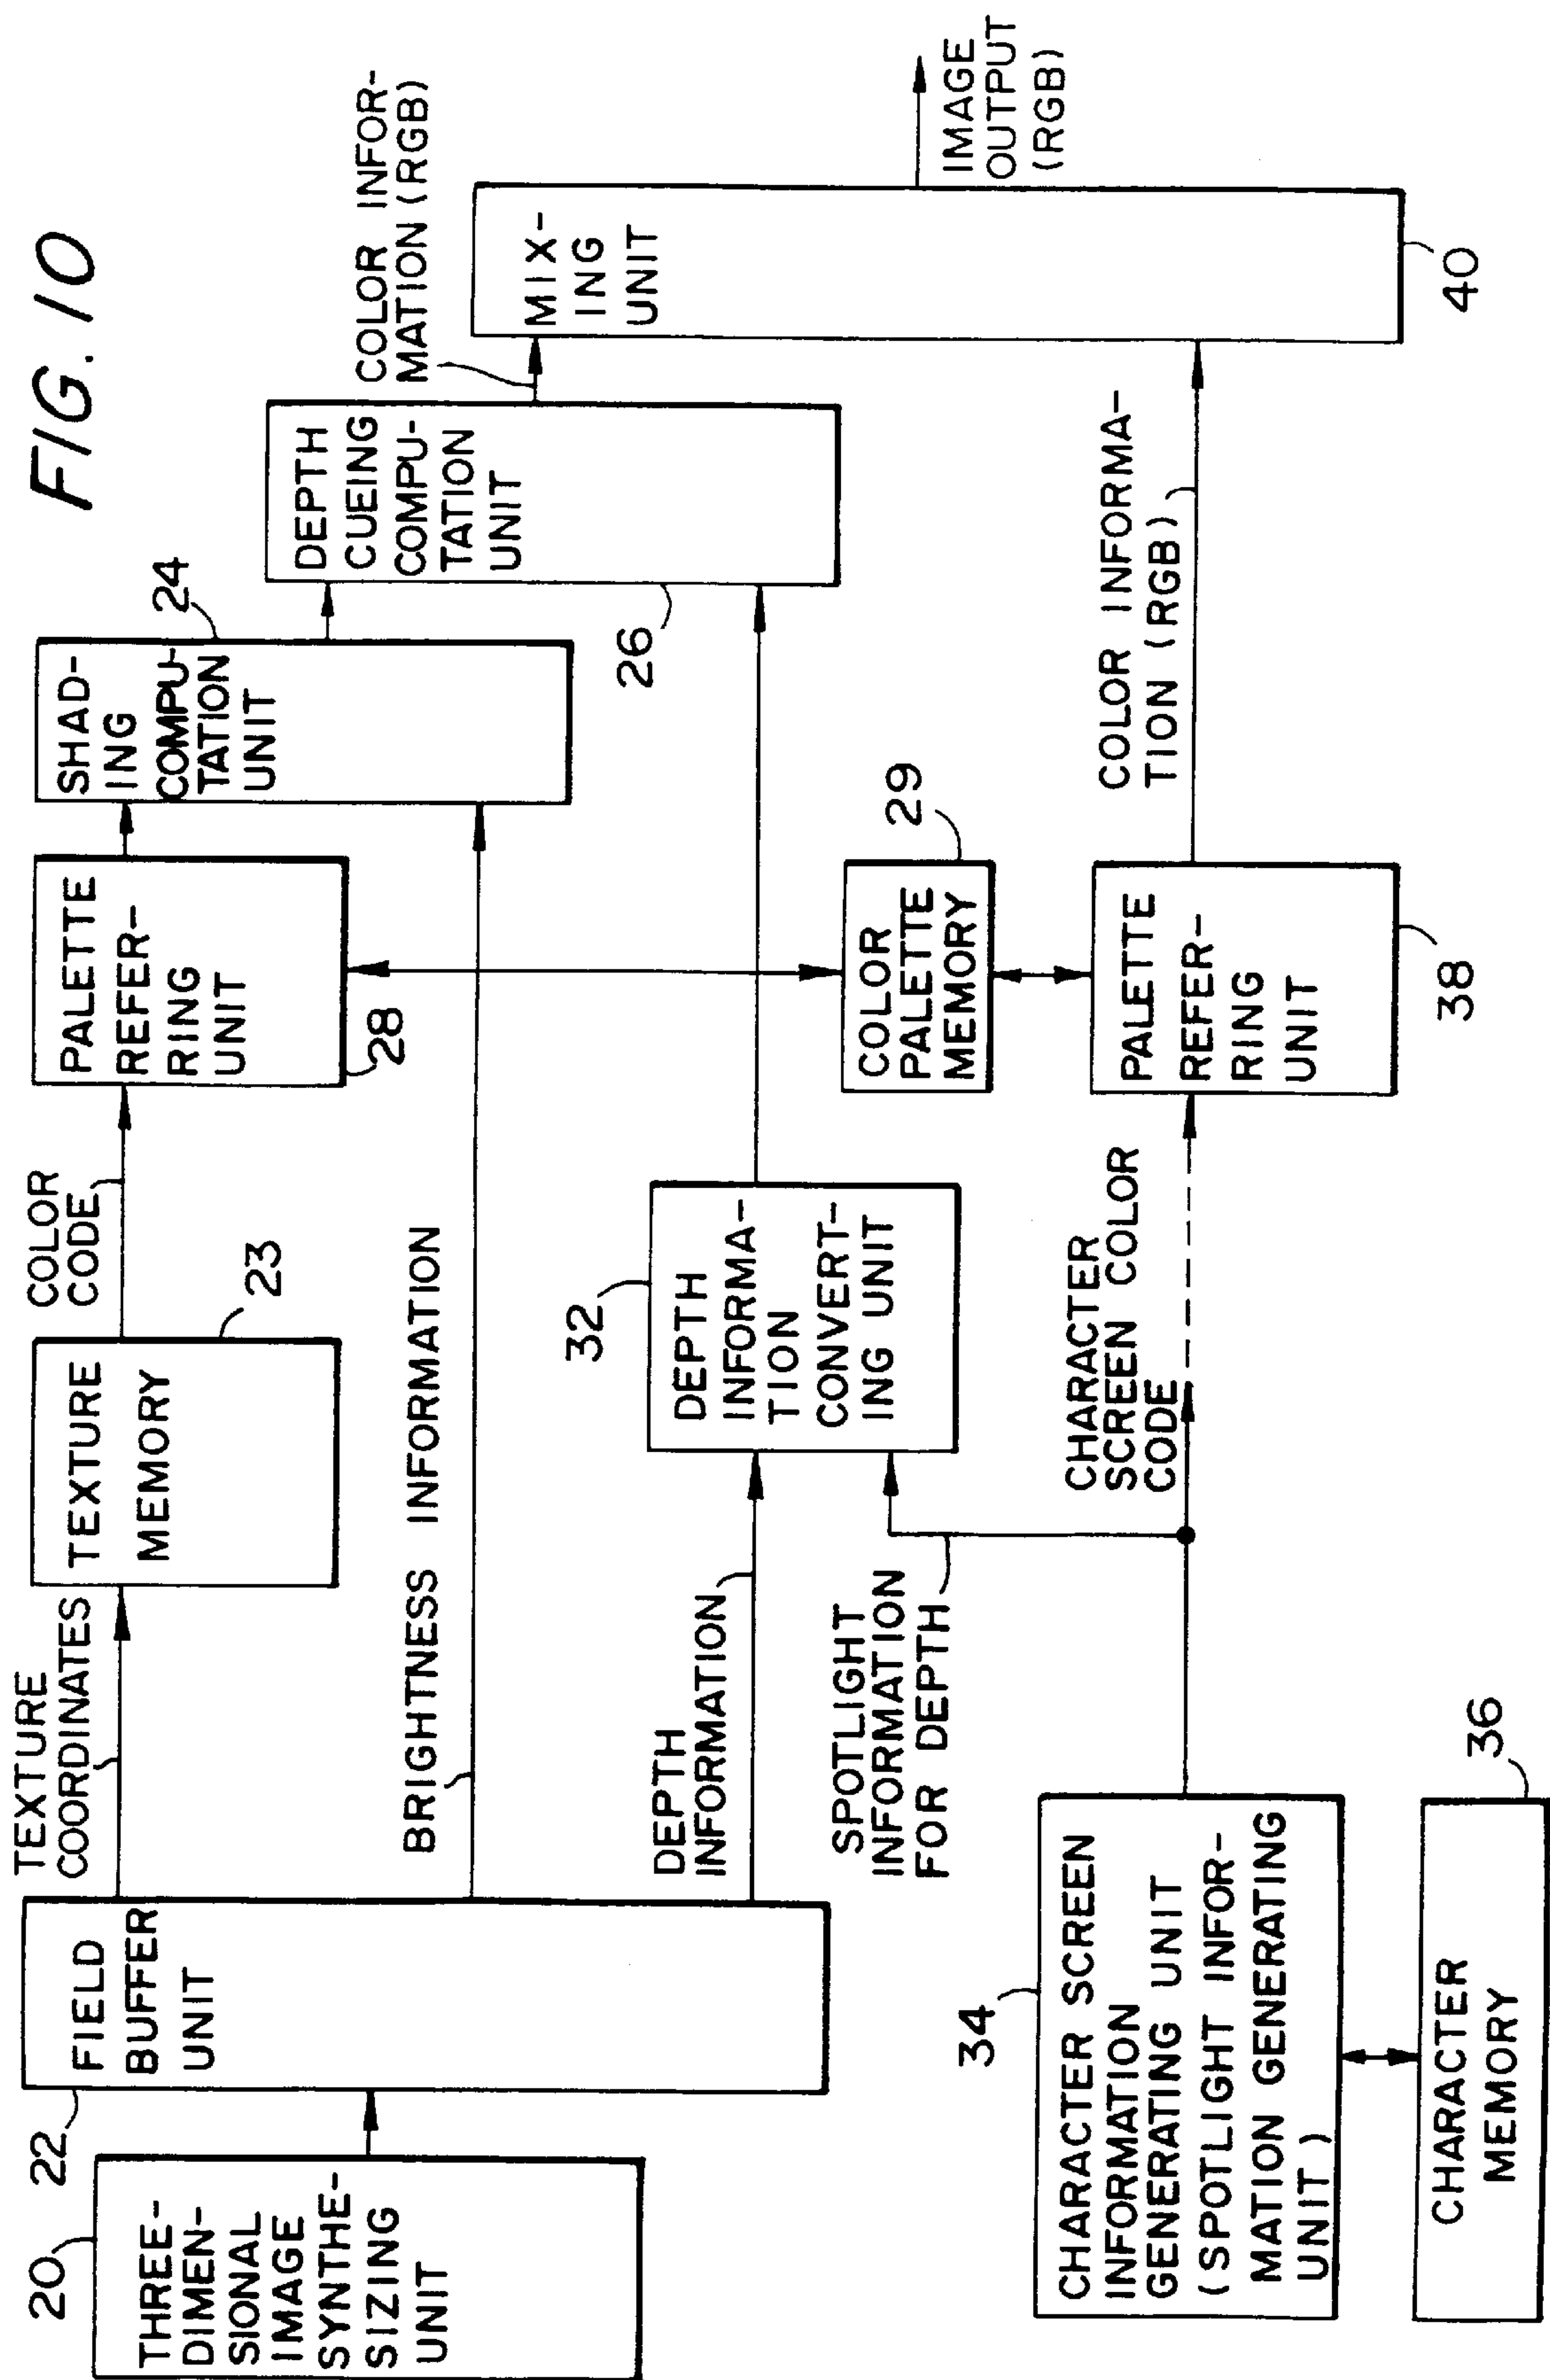 FIG. 10
20
THREE-
DIMEN-
SIONAL
IMAGE
SYNTHE-
SIZING
UNIT
22
FIELD
BUFFER
UNIT
TEXTURE
COORDINATES
TEXTURE
MEMORY
23
COLOR
CODE
PALETTE
REFER-
RING
UNIT
28
SHAD-
ING
COMPU-
TATION
UNIT
24
BRIGHTNESS INFORMATION
DEPTH
CUEING
COMPU-
TATION
UNIT
26
COLOR INFOR-
MATION (RGB)
MIX-
ING
UNIT
40
IMAGE
OUTPUT
(RGB)
DEPTH
INFORMATION
32
DEPTH
INFORMA-
TION
CONVERT-
ING UNIT
SPOTLIGHT
INFORMATION
FOR DEPTH
29
COLOR
PALETTE
MEMORY
34
CHARACTER SCREEN
INFORMATION
GENERATING UNIT
(SPOTLIGHT INFOR-
MATION GENERATING
UNIT)
CHARACTER
SCREEN COLOR
CODE
PALETTE
REFER-
RING
UNIT
38
COLOR INFORMA-
TION (RGB)
36
CHARACTER
MEMORY